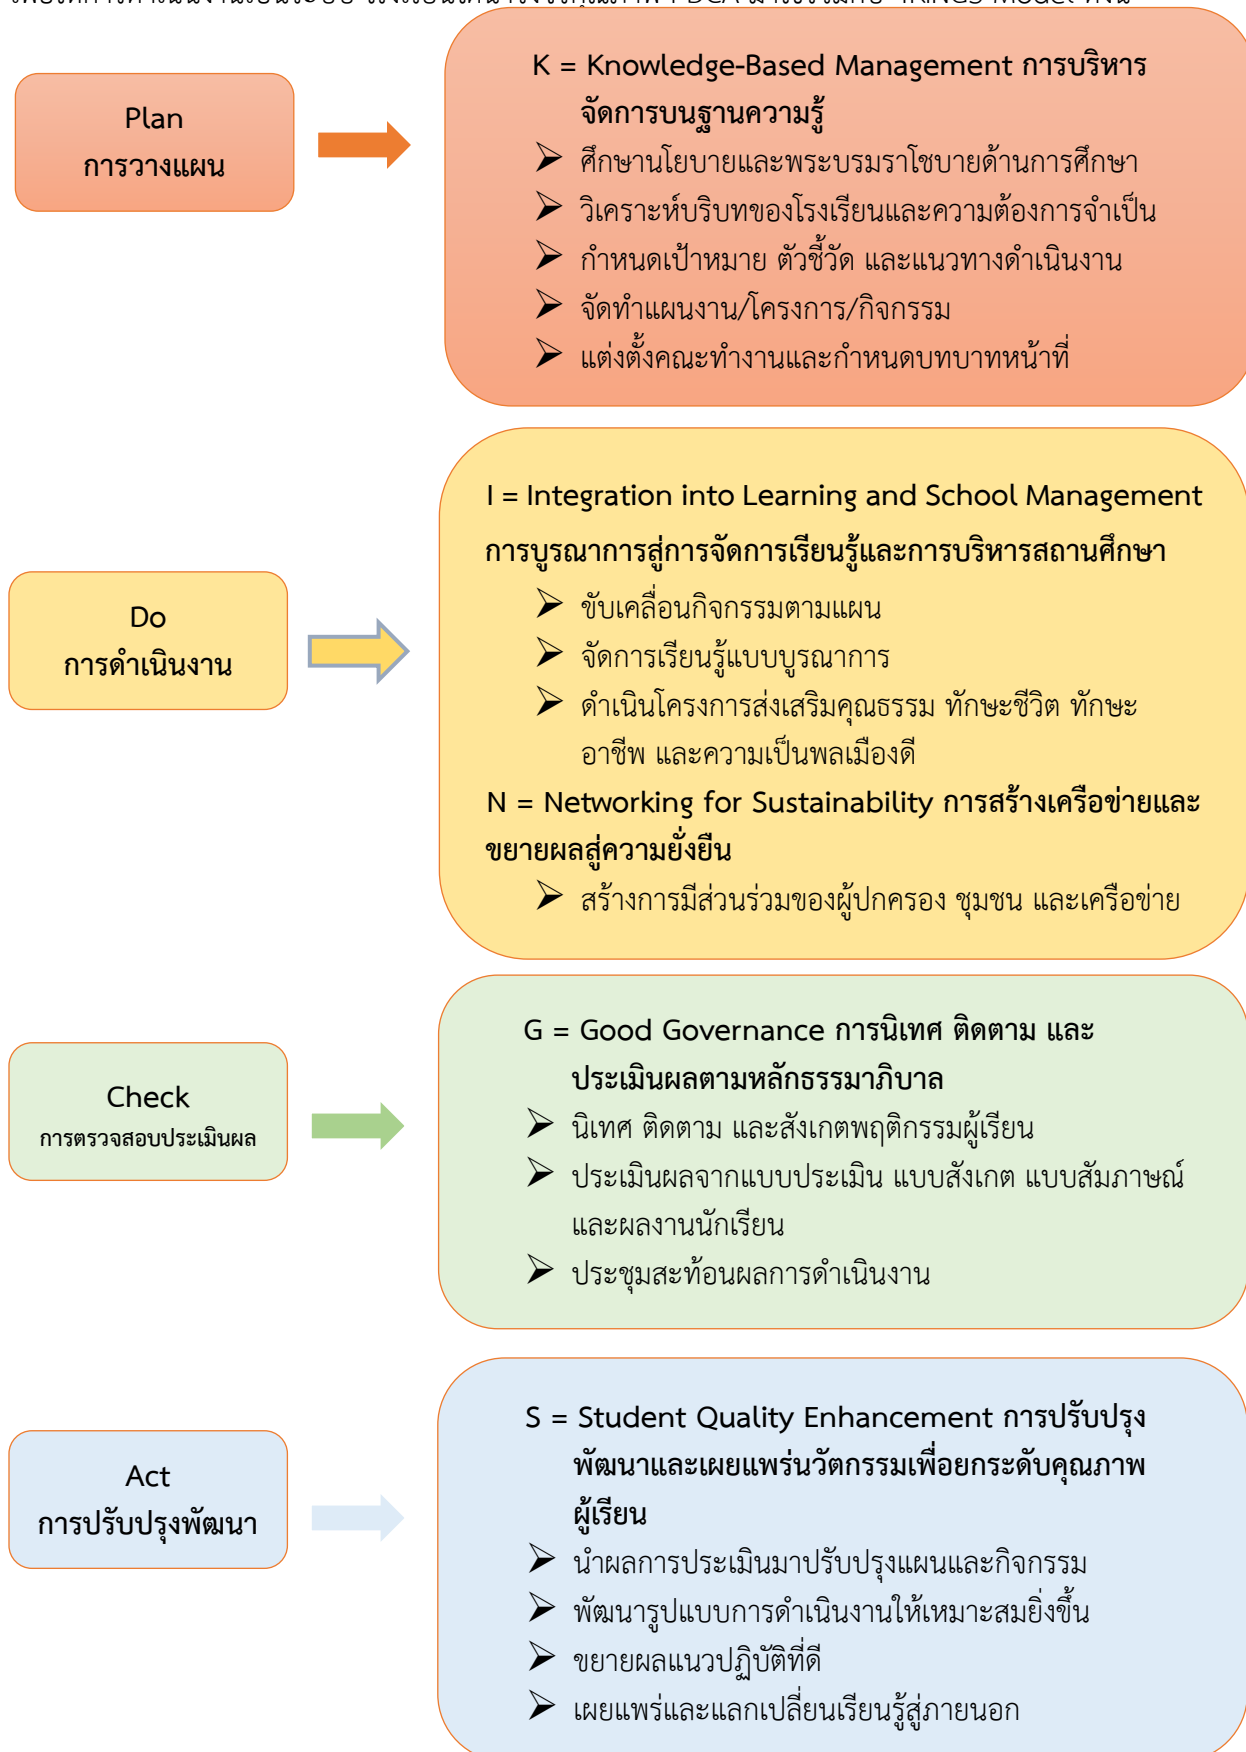 PDCA
KINGS Model
K = Knowledge-Based Management การบริหาร
จัดการบนฐานความรู้
Plan
การวางแผน
➢ ศึกษานโยบายและพระบรมราโชบายด้านการศึกษา
➢ วิเคราะห์บริบทของโรงเรียนและความต้องการจำเป็น
➢ กำหนดเป้าหมาย ตัวชี้วัด และแนวทางดำเนินงาน
➢ จัดทำแผนงาน/โครงการ/กิจกรรม
➢ แต่งตั้งคณะทำงานและกำหนดบทบาทหน้าที่
I = Integration into Learning and School Management
การบูรณาการสู่การจัดการเรียนรู้และการบริหารสถานศึกษา
Do
การดำเนินงาน
➢ ขับเคลื่อนกิจกรรมตามแผน
➢ จัดการเรียนรู้แบบบูรณาการ
➢ ดำเนินโครงการส่งเสริมคุณธรรม ทักษะชีวิต ทักษะ
อาชีพ และความเป็นพลเมืองดี
N = Networking for Sustainability การสร้างเครือข่ายและ
ขยายผลสู่ความยั่งยืน
➢ สร้างการมีส่วนร่วมของผู้ปกครอง ชุมชน และเครือข่าย
G = Good Governance การนิเทศ ติดตาม และ
ประเมินผลตามหลักธรรมาภิบาล
Check
การตรวจสอบประเมินผล
➢ นิเทศ ติดตาม และสังเกตพฤติกรรมผู้เรียน
➢ ประเมินผลจากแบบประเมิน แบบสังเกต แบบสัมภาษณ์
และผลงานนักเรียน
➢ ประชุมสะท้อนผลการดำเนินงาน
S = Student Quality Enhancement การปรับปรุง
พัฒนาและเผยแพร่นวัตกรรมเพื่อยกระดับคุณภาพ
ผู้เรียน
Act
การปรับปรุงพัฒนา
➢ นำผลการประเมินมาปรับปรุงแผนและกิจกรรม
➢ พัฒนารูปแบบการดำเนินงานให้เหมาะสมยิ่งขึ้น
➢ ขยายผลแนวปฏิบัติที่ดี
➢ เผยแพร่และแลกเปลี่ยนเรียนรู้สู่ภายนอก